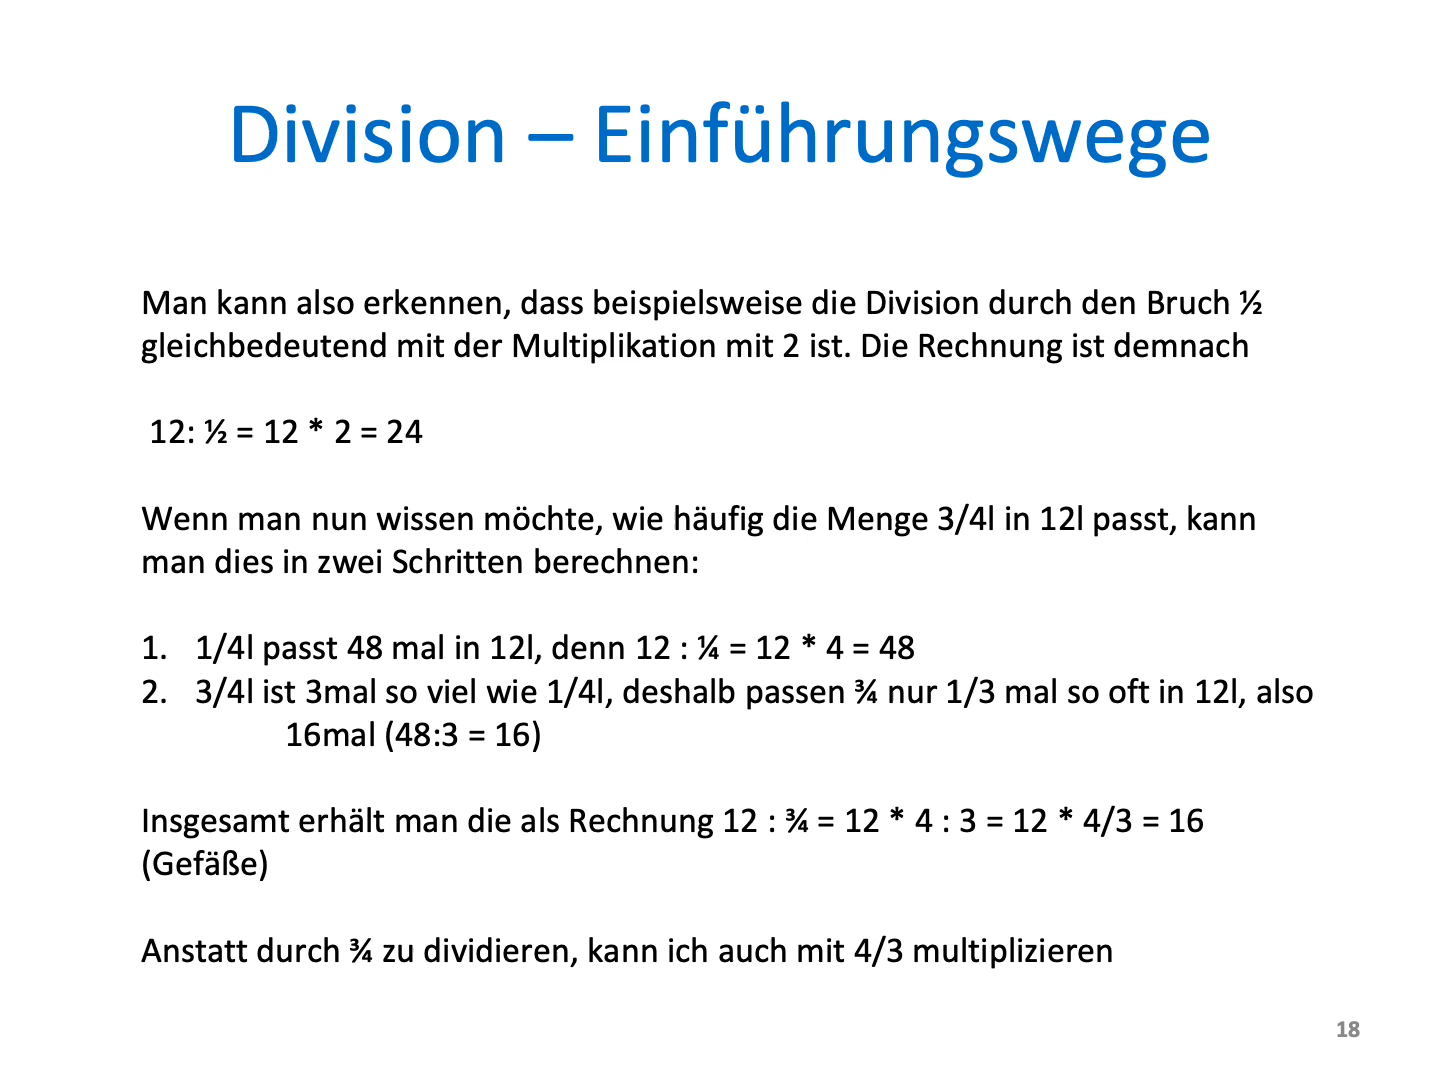 Division – Einführungswege
Man kann also erkennen, dass beispielsweise die Division durch den Bruch ½
gleichbedeutend mit der Multiplikation mit 2 ist. Die Rechnung ist demnach
12: ½ = 12 * 2 = 24
Wenn man nun wissen möchte, wie häufig die Menge 3/4l in 12l passt, kann
man dies in zwei Schritten berechnen:
1. 1/4l passt 48 mal in 12l, denn 12 : ¼ = 12 * 4 = 48
2. 3/4l ist 3mal so viel wie 1/4l, deshalb passen ¾ nur 1/3 mal so oft in 12l, also
16mal (48:3 = 16)
Insgesamt erhält man die als Rechnung 12 : ¾ = 12 * 4 : 3 = 12 * 4/3 = 16
(Gefäße)
Anstatt durch ¾ zu dividieren, kann ich auch mit 4/3 multiplizieren
18